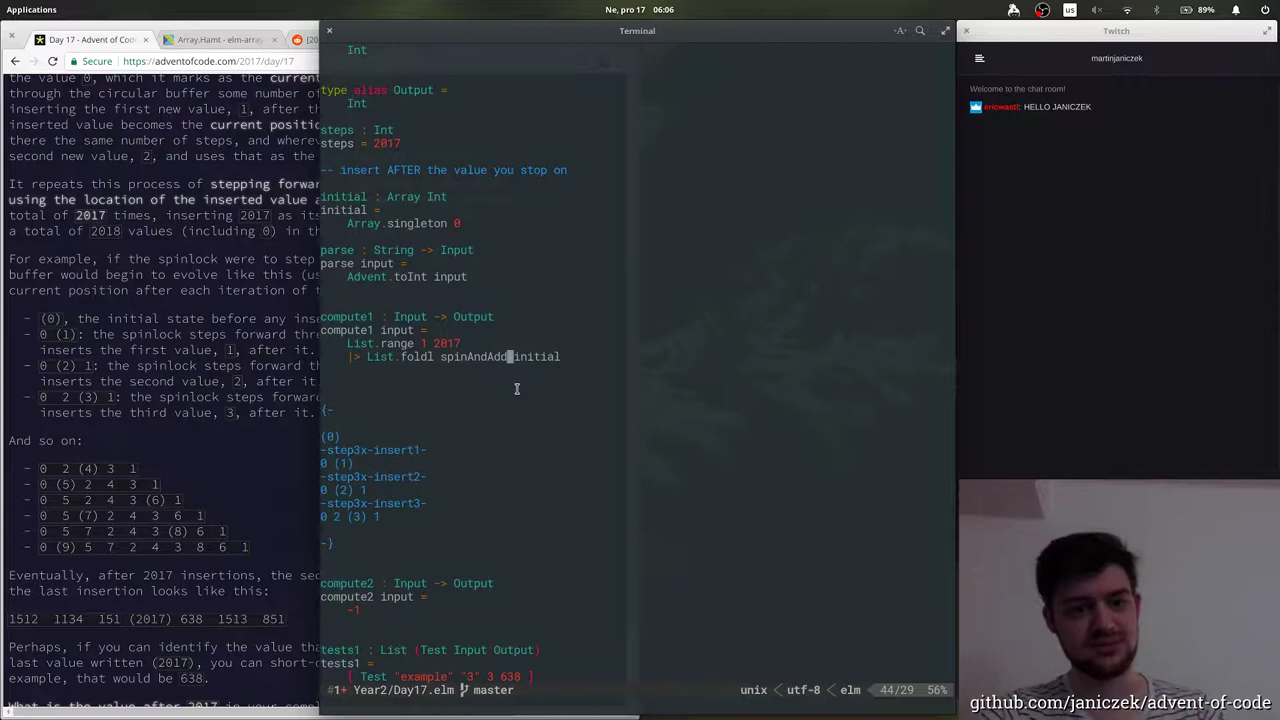 Applications
Ne, pro 17 06:06
us
89%
Day 17 - Advent of Co
Array.Hamt - elm-array
[20
Secure https://adventofcode.com/2017/day/17
the value 0, which it marks as the current
through the circular buffer some number of
inserting the first new value, 1, after th
inserted value becomes the current positio
there the same number of steps, and wherev
second new value, 2, and uses that as the
It repeats this process of stepping forwar
using the location of the inserted value a
total of 2017 times, inserting 2017 as its
a total of 2018 values (including 0) in th
For example, if the spinlock were to step
buffer would begin to evolve like this (us
current position after each iteration of t
- (0), the initial state before any inse
- 0 (1): the spinlock steps forward thre
inserts the first value, 1, after it.
- 0 (2) 1: the spinlock steps forward th
inserts the second value, 2, after it.
- 0 2 (3) 1: the spinlock steps forward
inserts the third value, 3, after it.
And so on:
- 0 2 (4) 3 1
- 0 (5) 2 4 3 1
- 0 5 2 4 3 (6) 1
- 0 5 (7) 2 4 3 6 1
- 0 5 7 2 4 3 (8) 6 1
- 0 (9) 5 7 2 4 3 8 6 1
Eventually, after 2017 insertions, the sec
the last insertion looks like this:
1512 1134 151 (2017) 638 1513 851
Perhaps, if you can identify the value tha
last value written (2017), you can short-c
example, that would be 638.
What is the value after 2017 in your compl
Terminal
-A+
Int
type alias Output =
Int
steps : Int
steps = 2017
-- insert AFTER the value you stop on
initial : Array Int
initial =
Array.singleton 0
parse : String -> Input
parse input =
Advent.toInt input
compute1 : Input -> Output
compute1 input =
List.range 1 2017
|> List.foldl spinAndAdd initial
{-
(0)
-step3x-insert1-
0 (1)
-step3x-insert2-
0 (2) 1
-step3x-insert3-
0 2 (3) 1
-}
compute2 : Input -> Output
compute2 input =
-1
tests1 : List (Test Input Output)
tests1 =
[ Test "example" "3" 3 638 ]
#1+ Year2/Day17.elm master
unix utf-8 elm 44/29 56%
Twitch
martinjaniczek
Welcome to the chat room!
ericwastl: HELLO JANICZEK
github.com/janiczek/advent-of-code